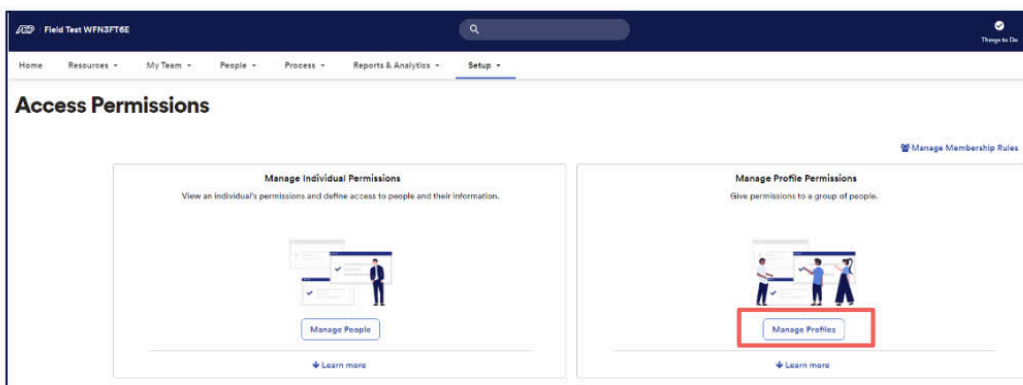 ADP Field Test WFN3FT6E
Things to Do
Home Resources My Team People Process Reports & Analytics Setup
Access Permissions
Manage Membership Rules
Manage Individual Permissions
View an individual's permissions and define access to people and their information.
Manage People
Learn more
Manage Profile Permissions
Give permissions to a group of people.
Manage Profiles
Learn more